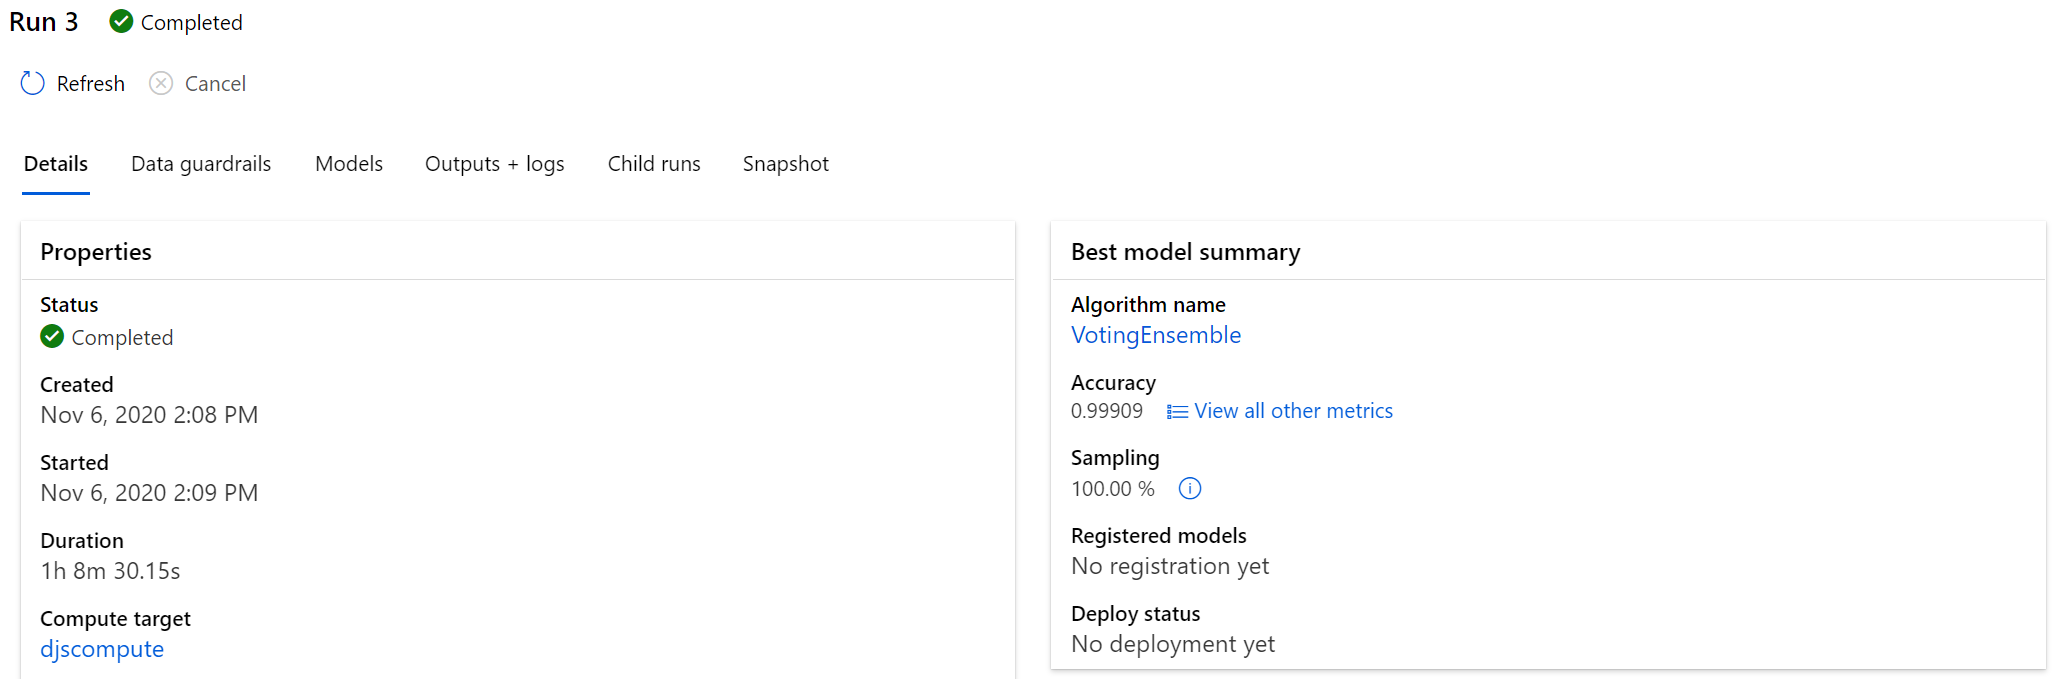 Run 3 Completed
Refresh Cancel
Details Data guardrails Models Outputs + logs Child runs Snapshot
Properties
Status
Completed
Created
Nov 6, 2020 2:08 PM
Started
Nov 6, 2020 2:09 PM
Duration
1h 8m 30.15s
Compute target
djscompute
Best model summary
Algorithm name
VotingEnsemble
Accuracy
0.99909 View all other metrics
Sampling
100.00 %
Registered models
No registration yet
Deploy status
No deployment yet